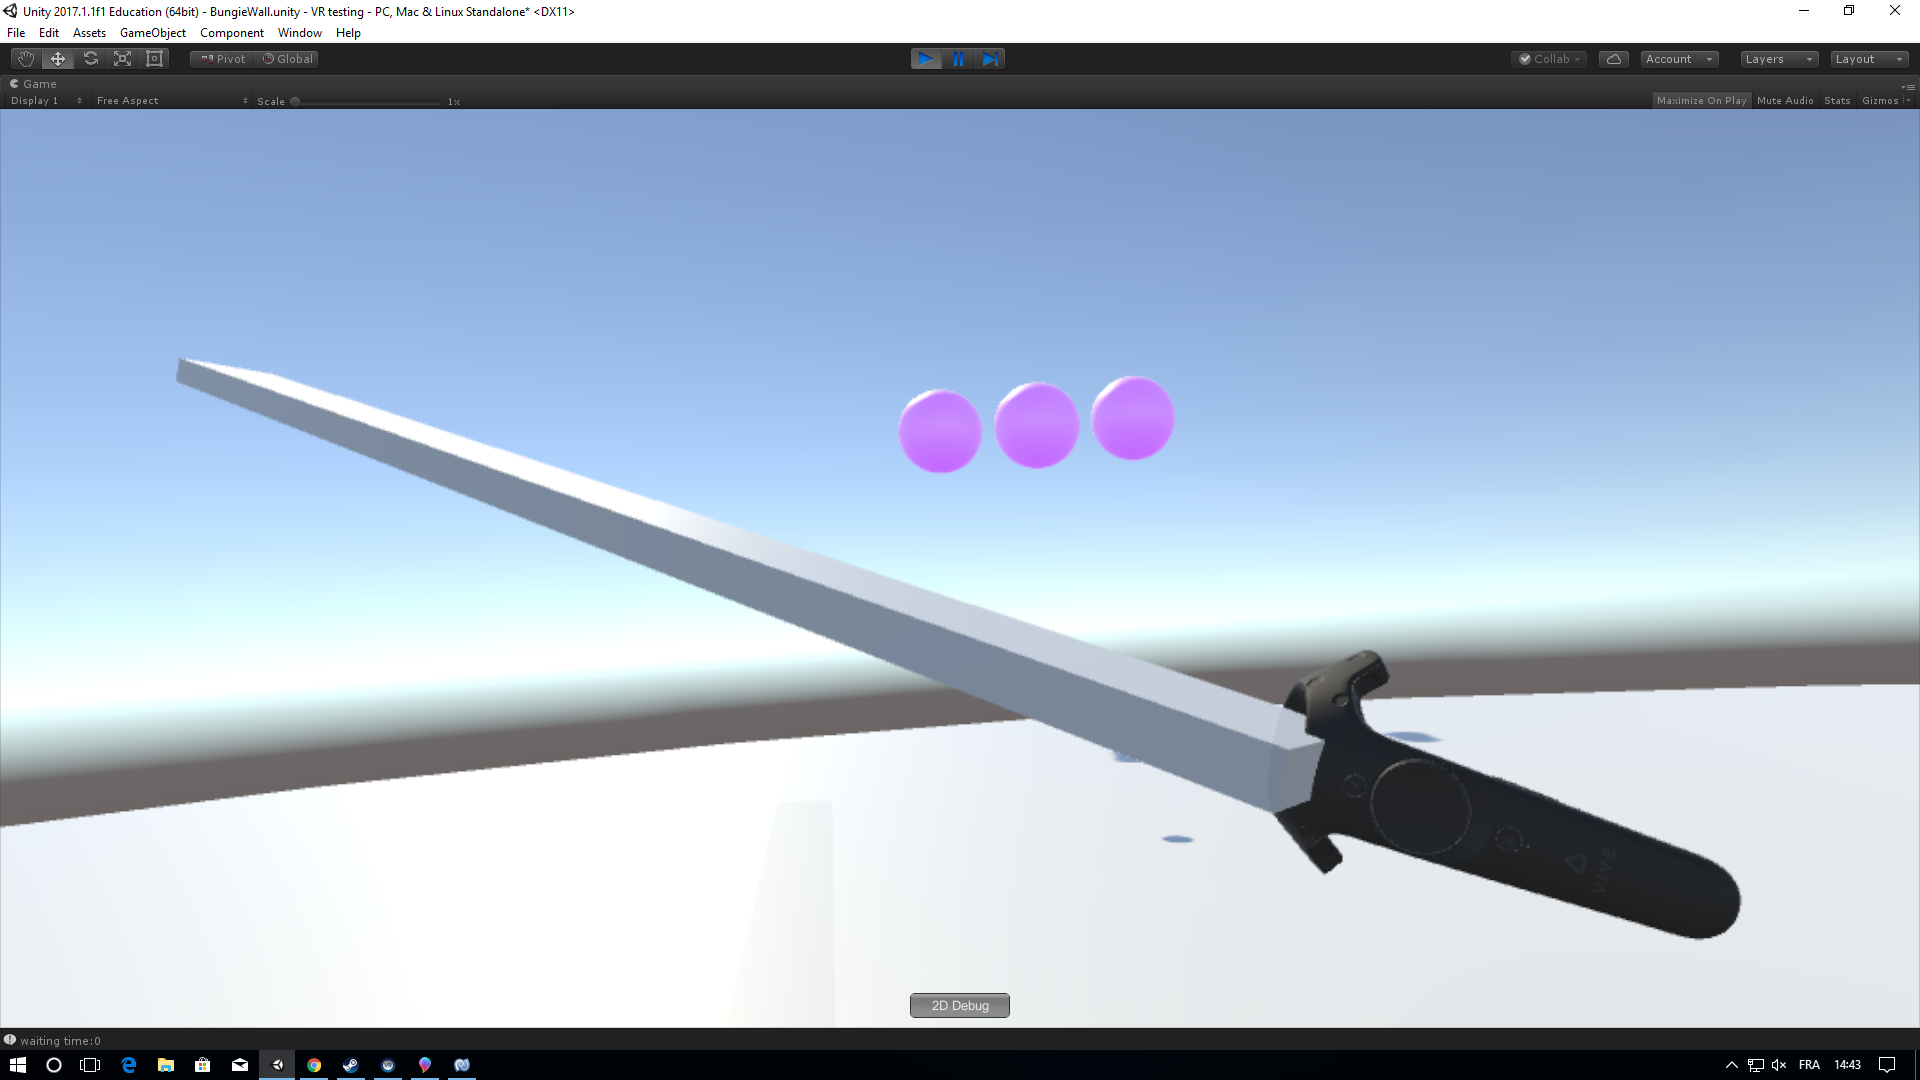 Unity 2017.1.1f1 Education (64bit) - BungieWall.unity - VR testing - PC, Mac & Linux Standalone* <DX11>
File Edit Assets GameObject Component Window Help
Pivot Global Collab Account Layers Layout
Game
Display 1 Free Aspect Scale 1x Maximize On Play Mute Audio Stats Gizmos
VIVE
2D Debug
waiting time:0
FRA 14:43